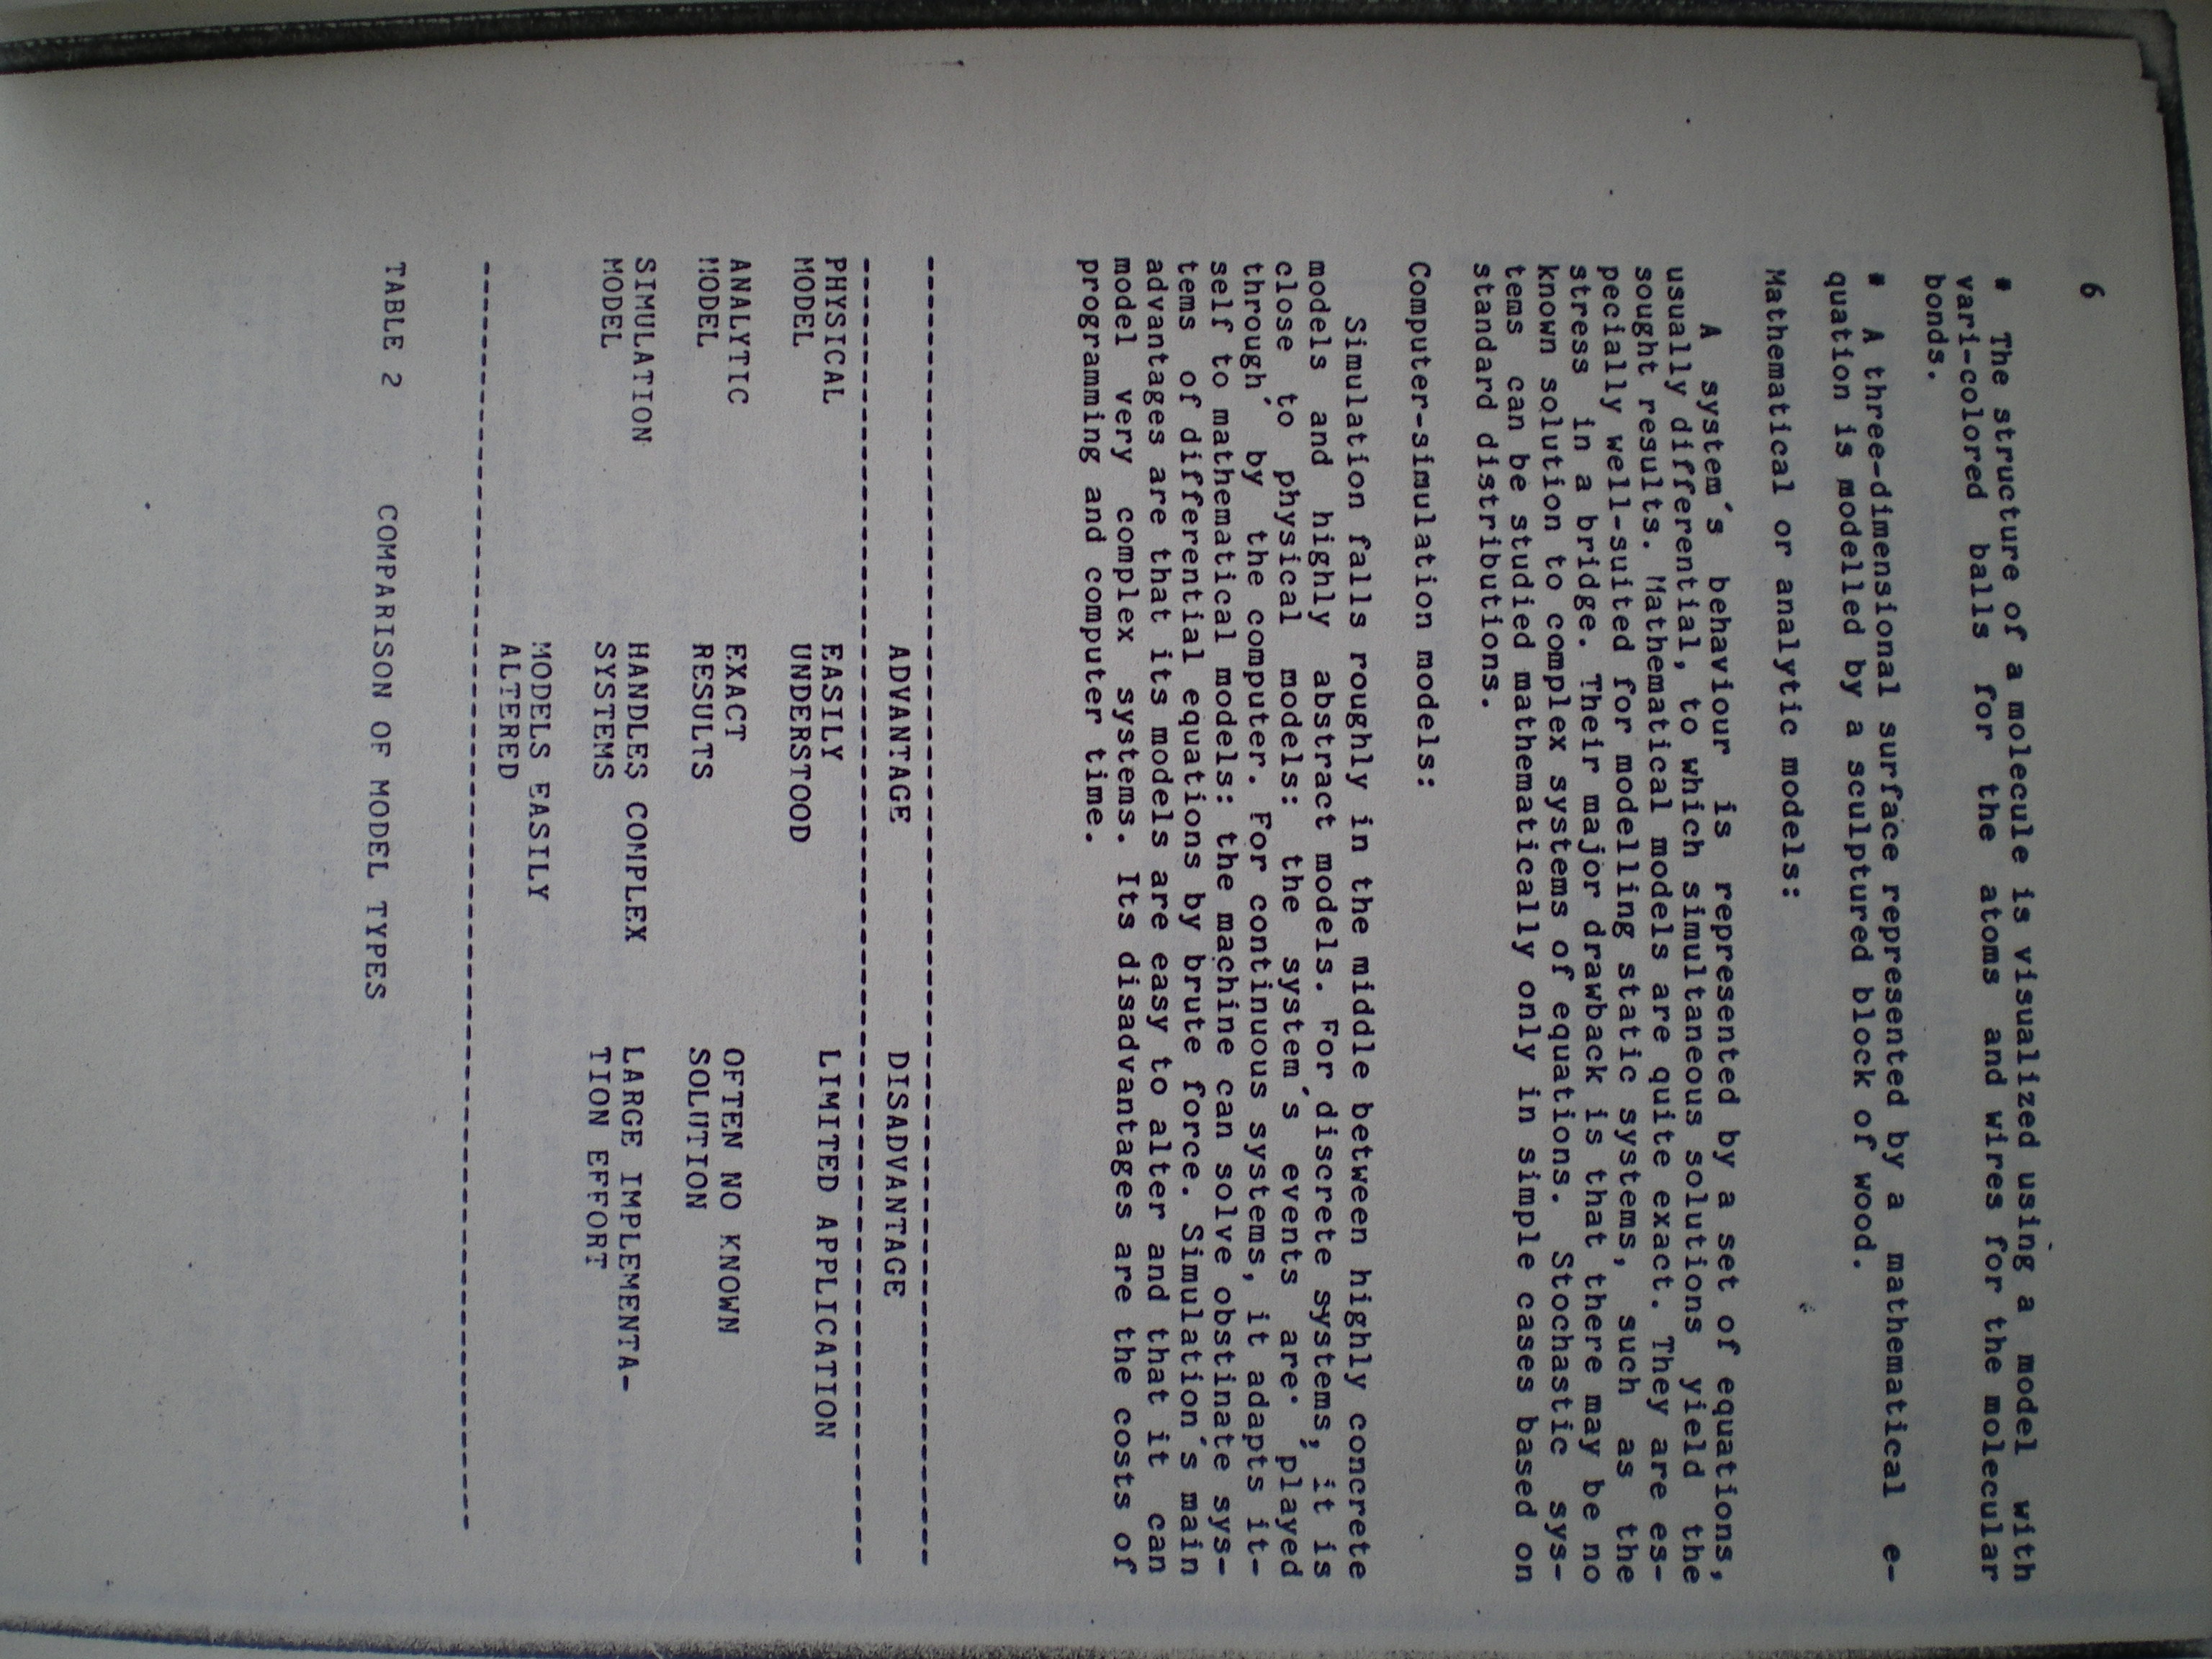 6
* The structure of a molecule is visualized using a model with
vari-colored balls for the atoms and wires for the molecular
bonds.
* A three-dimensional surface represented by a mathematical e-
quation is modelled by a sculptured block of wood.
Mathematical or analytic models:
A system's behaviour is represented by a set of equations,
usually differential, to which simultaneous solutions yield the
sought results. Mathematical models are quite exact. They are es-
pecially well-suited for modelling static systems, such as the
stress in a bridge. Their major drawback is that there may be no
known solution to complex systems of equations. Stochastic sys-
tems can be studied mathematically only in simple cases based on
standard distributions.
Computer-simulation models:
Simulation falls roughly in the middle between highly concrete
models and highly abstract models. For discrete systems, it is
close to physical models: the system's events are 'played
through' by the computer. For continuous systems, it adapts it-
self to mathematical models: the machine can solve obstinate sys-
tems of differential equations by brute force. Simulation's main
advantages are that its models are easy to alter and that it can
model very complex systems. Its disadvantages are the costs of
programming and computer time.
ADVANTAGE DISADVANTAGE
PHYSICAL EASILY LIMITED APPLICATION
MODEL UNDERSTOOD
ANALYTIC EXACT OFTEN NO KNOWN
MODEL RESULTS SOLUTION
SIMULATION HANDLES COMPLEX LARGE IMPLEMENTA-
MODEL SYSTEMS TION EFFORT
MODELS EASILY
ALTERED
TABLE 2 COMPARISON OF MODEL TYPES